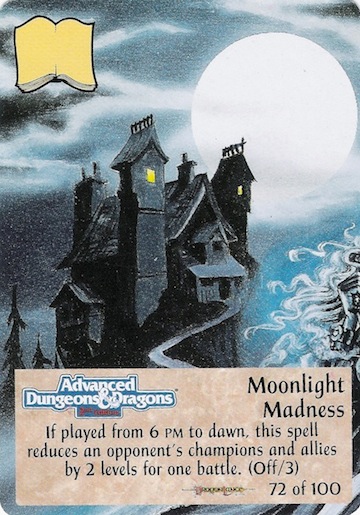 Advanced
Dungeons & Dragons
Moonlight
Madness
If played from 6 PM to dawn, this spell
reduces an opponent's champions and allies
by 2 levels for one battle. (Off/3)
72 of 100